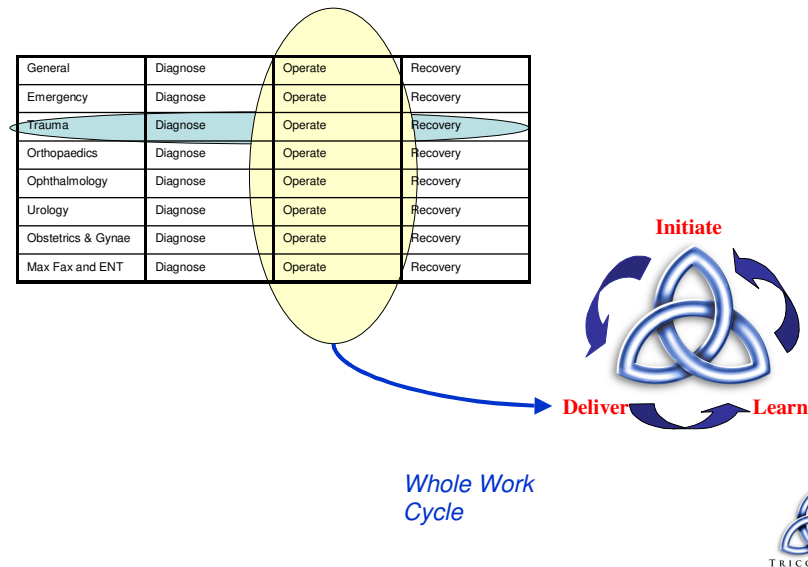 General Diagnose Operate Recovery
Emergency Diagnose Operate Recovery
Trauma Diagnose Operate Recovery
Orthopaedics Diagnose Operate Recovery
Ophthalmology Diagnose Operate Recovery
Urology Diagnose Operate Recovery
Obstetrics & Gynae Diagnose Operate Recovery
Max Fax and ENT Diagnose Operate Recovery
Initiate
Deliver Learn
Whole Work
Cycle